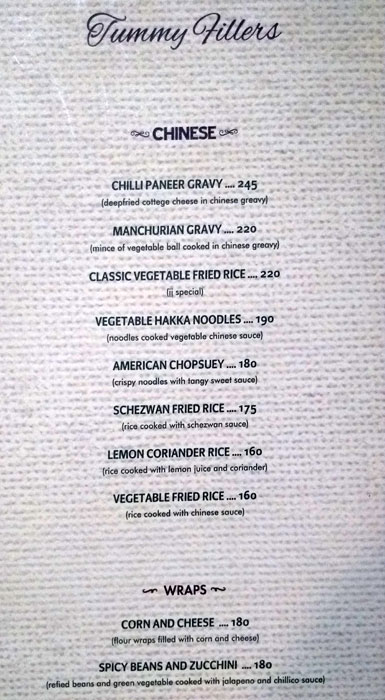 Tummy Fillers
CHINESE
CHILLI PANEER GRAVY .... 245
(deepfried cottege cheese in chinese greavy)
MANCHURIAN GRAVY .... 220
(mince of vegetable ball cooked in chinese greavy)
CLASSIC VEGETABLE FRIED RICE .... 220
(jj special)
VEGETABLE HAKKA NOODLES .... 190
(noodles cooked vegetable chinese sauce)
AMERICAN CHOPSUEY .... 180
(crispy noodles with tangy sweet sauce)
SCHEZWAN FRIED RICE .... 175
(rice cooked with schezwan sauce)
LEMON CORIANDER RICE .... 160
(rice cooked with lemon juice and coriander)
VEGETABLE FRIED RICE .... 160
(rice cooked with chinese sauce)
WRAPS
CORN AND CHEESE .... 180
(flour wraps filled with corn and cheese)
SPICY BEANS AND ZUCCHINI .... 180
(refied beans and green vegetable cooked with jalapeno and chillico sauce)